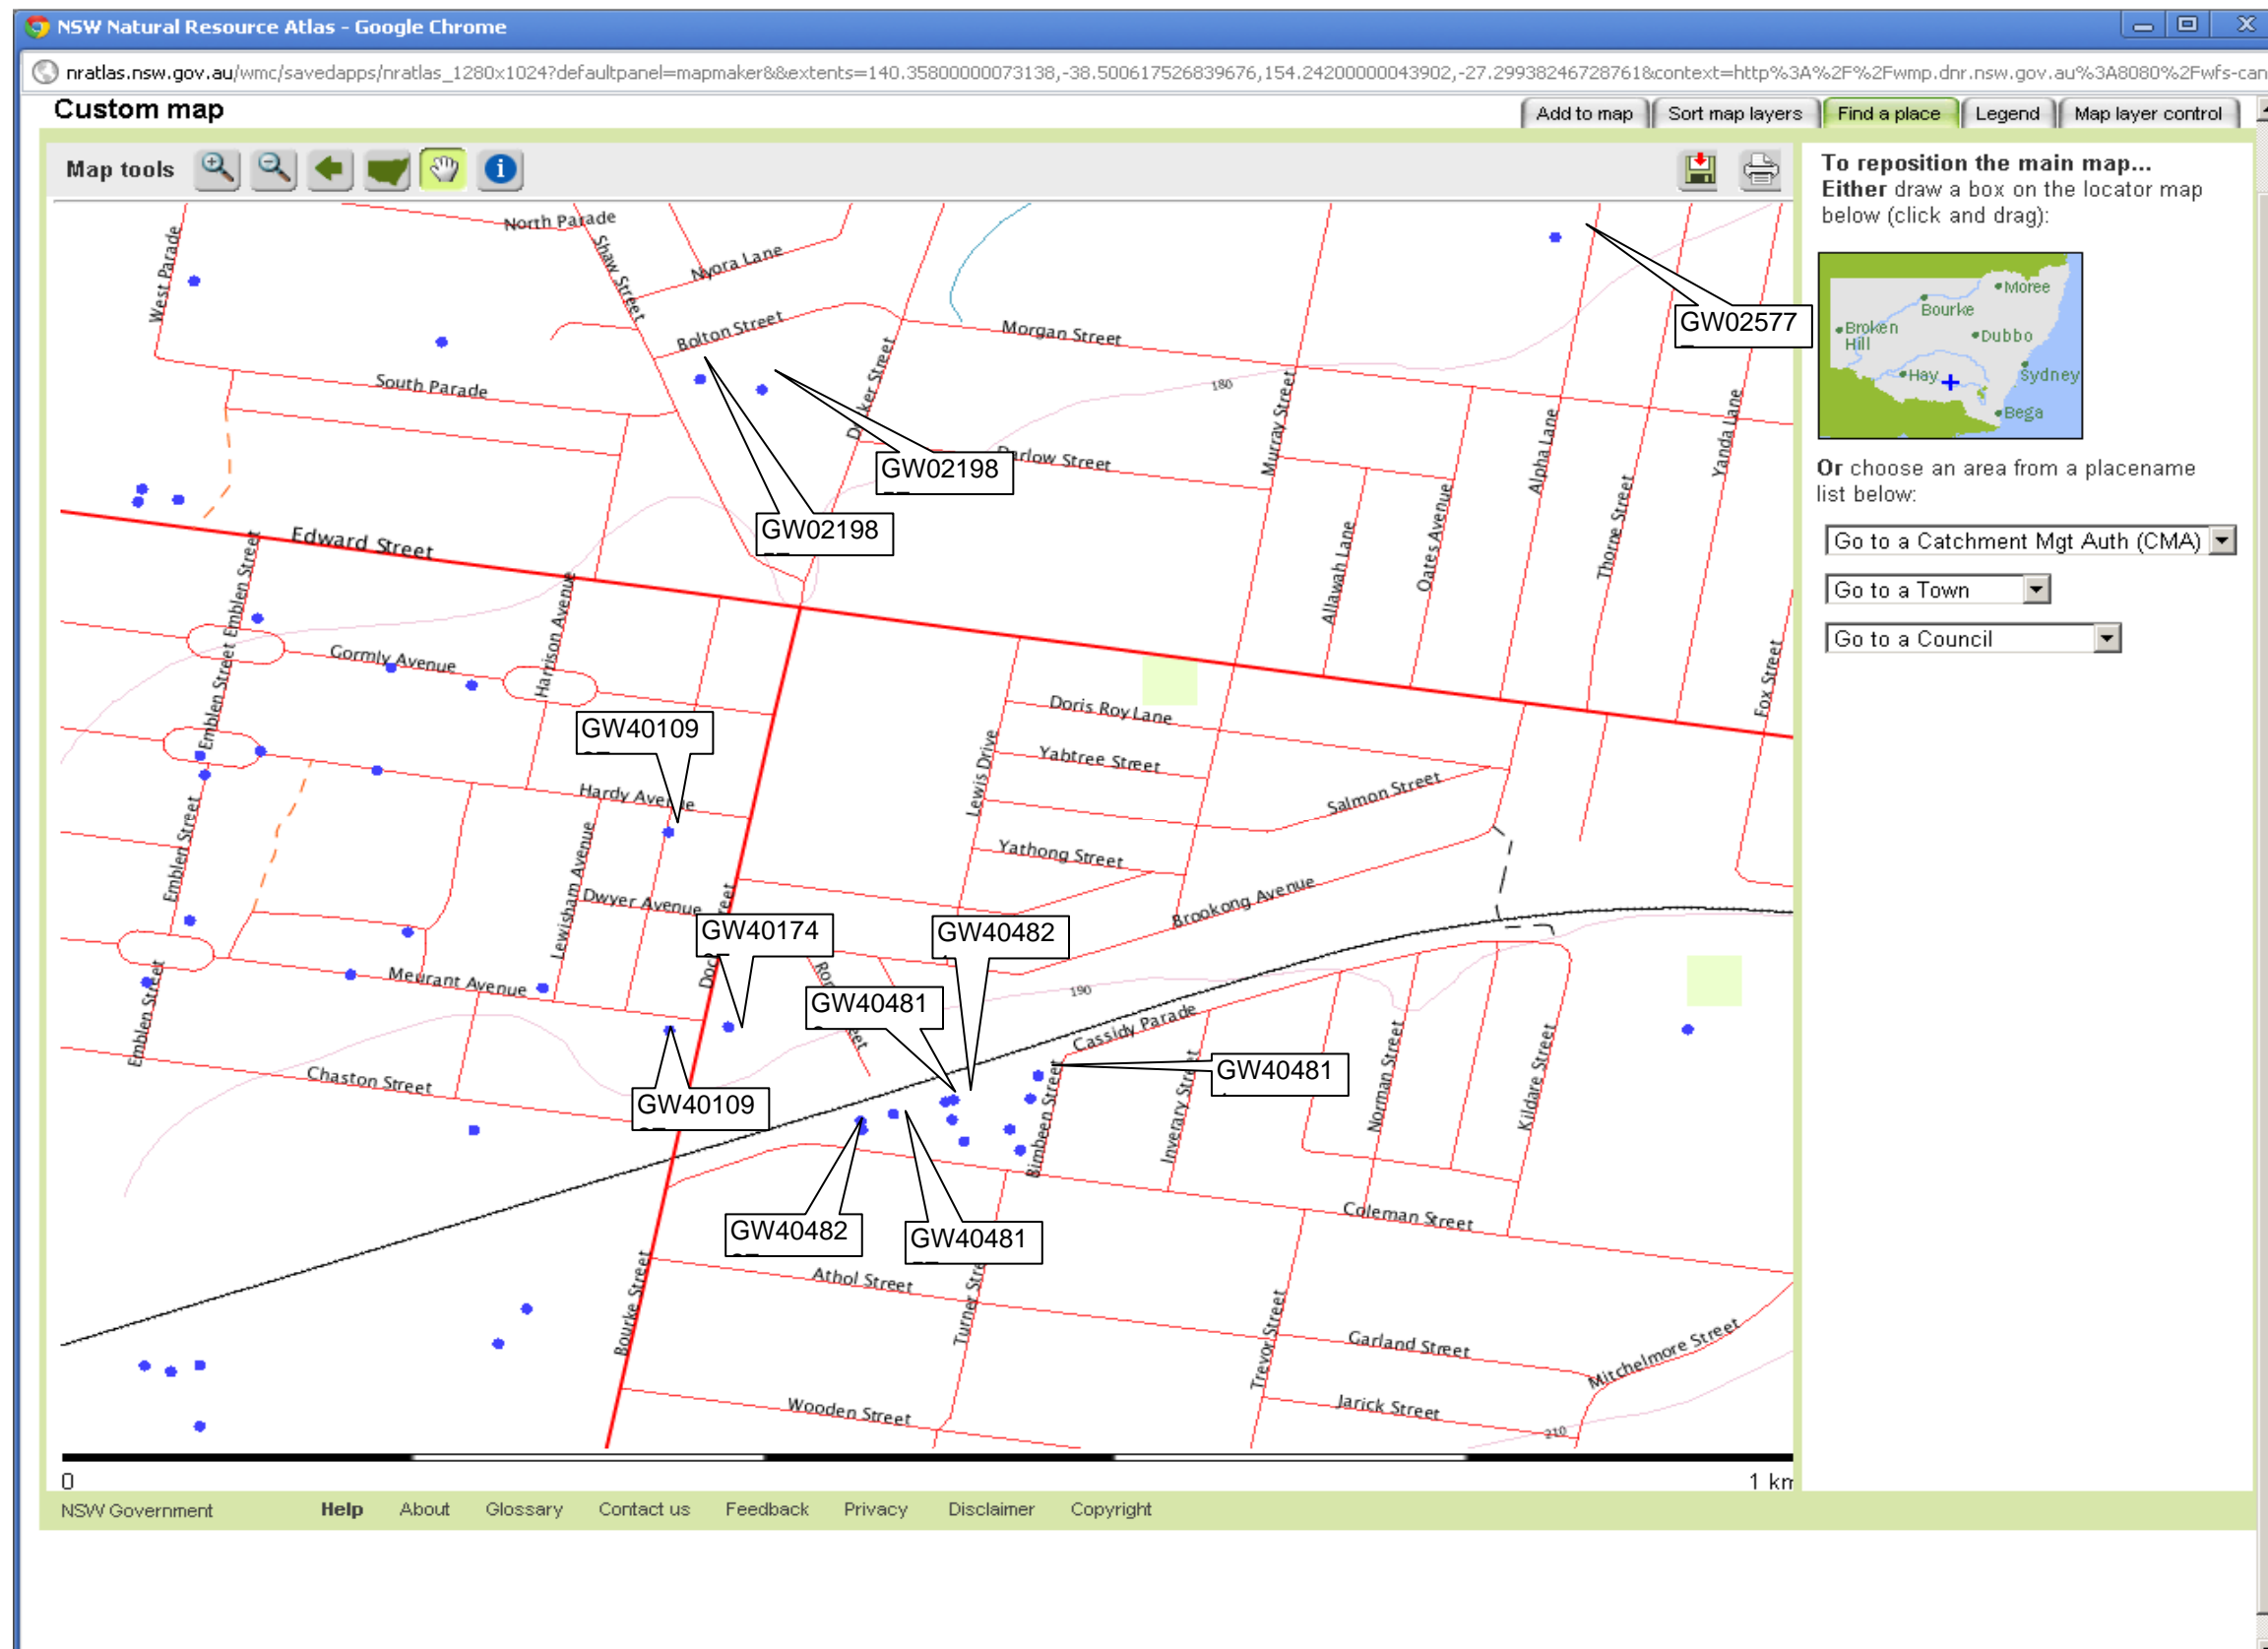 NSW Natural Resource Atlas - Google Chrome
nratlas.nsw.gov.au/wmc/savedapps/nratlas_1280x1024?defaultpanel=mapmaker&&extents=140.35800000073138,-38.500617526839676,154.24200000043902,-27.29938246728761&context=http%3A%2F%2Fwmp.dnr.nsw.gov.au%3A8080%2Fwfs-can
Custom map
Add to map
Sort map layers
Find a place
Legend
Map layer control
Map tools
To reposition the main map...
Either draw a box on the locator map
below (click and drag):
Moree
Bourke
Broken
Hill
Dubbo
Hay
Sydney
Bega
Or choose an area from a placename
list below:
Go to a Catchment Mgt Auth (CMA)
Go to a Town
Go to a Council
North Parade
West Parade
Shaw Street
Nyora Lane
Bolton Street
Morgan Street
GW02577
South Parade
180
Murray Street
Alpha Lane
Yanda Lane
GW02198
Street
GW02198
Edward Street
Emblen Street
Emblen Street
Harrison Avenue
Allawah Lane
Oates Avenue
Thorne Street
Fox Street
Gormly Avenue
Doris Roy Lane
GW40109
Emblen Street
Lewis Drive
Yabtree Street
Hardy Avenue
Salmon Street
Emblen Street
Lewisham Avenue
Yathong Street
Dwyer Avenue
Brookong Avenue
GW40174
GW40482
Meurant Avenue
190
GW40481
Emblen Street
Cassidy Parade
Chaston Street
GW40481
GW40109
Bimbeen Street
Inverary Street
Norman Street
Kildare Street
GW40482
GW40481
Coleman Street
Athol Street
Bourke Street
Turner Street
Trevor Street
Garland Street
Mitchelmore Street
Wooden Street
Jarick Street
210
0
1 km
NSW Government
Help
About
Glossary
Contact us
Feedback
Privacy
Disclaimer
Copyright